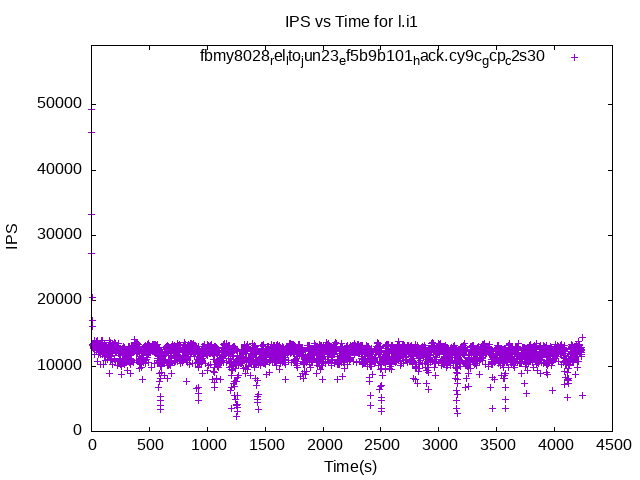 IPS vs Time for l.i1
fbmy8028_rel_lto_jun23_ef5b9b101_hack.cy9c_gcp_c2s30
50000
40000
30000
20000
10000
0
IPS
0 500 1000 1500 2000 2500 3000 3500 4000 4500
Time(s)